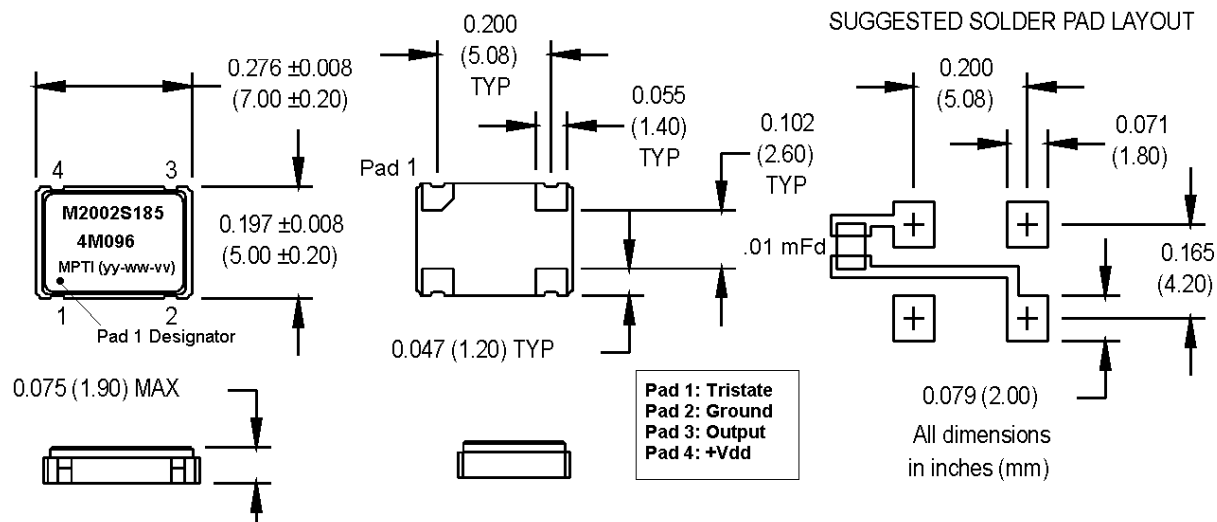 SUGGESTED SOLDER PAD LAYOUT
0.276 ±0.008
(7.00 ±0.20)
4
3
M2002S185
4M096
MPTI (yy-ww-vv)
1
2
Pad 1 Designator
0.197 ±0.008
(5.00 ±0.20)
0.075 (1.90) MAX
0.200
(5.08)
TYP
0.055
(1.40)
TYP
0.102
(2.60)
TYP
Pad 1
0.047 (1.20) TYP
Pad 1: Tristate
Pad 2: Ground
Pad 3: Output
Pad 4: +Vdd
0.200
(5.08)
0.071
(1.80)
.01 mFd
0.165
(4.20)
0.079 (2.00)
All dimensions
in inches (mm)